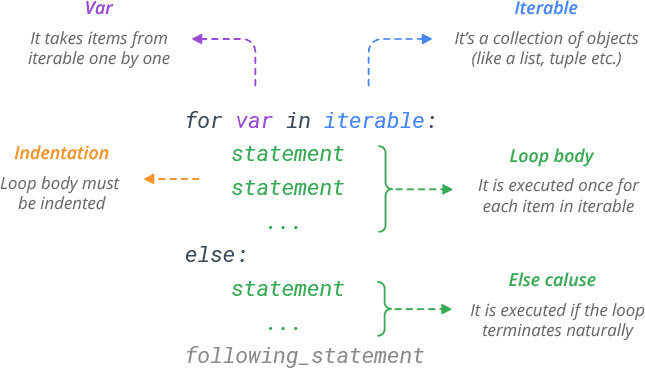 Var
It takes items from
iterable one by one
Iterable
It's a collection of objects
(like a list, tuple etc.)
for var in iterable:
statement
statement
...
Indentation
Loop body must
be indented
Loop body
It is executed once for
each item in iterable
else:
statement
...
Else caluse
It is executed if the loop
terminates naturally
following_statement